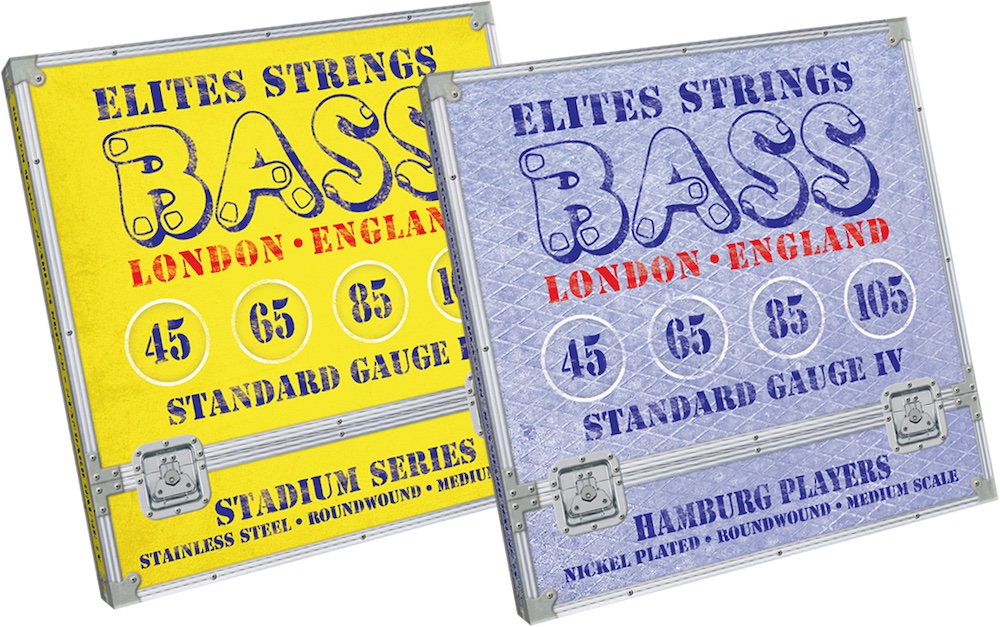 ELITES STRINGS
BASS
LONDON • ENGLAN
45 65 85
STANDARD GAUGE
STADIUM SERIES
STAINLESS STEEL • ROUNDWOUND • MEDIUM
ELITES STRINGS
BASS
LONDON • ENGLAND
45 65 85 105
STANDARD GAUGE IV
HAMBURG PLAYERS
NICKEL PLATED • ROUNDWOUND • MEDIUM SCALE